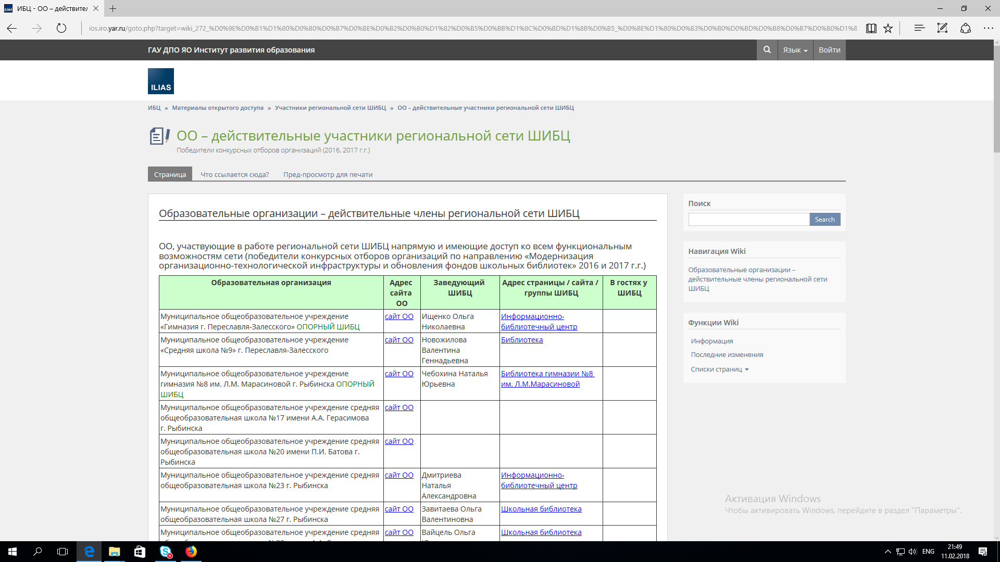 ИБЦ - ОО – действител
ios.iro.yar.ru/goto.php?target=wiki_272_%D0%9E%D0%B1%D1%80%D0%B0%D0%B7%D0%BE%D0%B2%D0%B0%D1%82%D0%B5%D0%BB%D1%8C%D0%BD%D1%8B%D0%B5_%D0%BE%D1%80%D0%B3%D0%B0%D0%BD%D0%B8%D0%B7%D0%B0%D1%8
ГАУ ДПО ЯО Институт развития образования
Язык
Войти
ILIAS
ИБЦ » Материалы открытого доступа » Участники региональной сети ШИБЦ » ОО – действительные участники региональной сети ШИБЦ
ОО – действительные участники региональной сети ШИБЦ
Победители конкурсных отборов организаций (2016, 2017 г.г.)
Страница Что ссылается сюда? Пред-просмотр для печати
Образовательные организации – действительные члены региональной сети ШИБЦ
ОО, участвующие в работе региональной сети ШИБЦ напрямую и имеющие доступ ко всем функциональным
возможностям сети (победители конкурсных отборов организаций по направлению «Модернизация
организационно-технологической инфраструктуры и обновления фондов школьных библиотек» 2016 и 2017 г.г.)
Образовательная организация
Адрес
сайта
ОО
Заведующий
ШИБЦ
Адрес страницы / сайта /
группы ШИБЦ
В гостях у
ШИБЦ
Муниципальное общеобразовательное учреждение
«Гимназия г. Переславля-Залесского» ОПОРНЫЙ ШИБЦ
сайт ОО
Ищенко Ольга
Николаевна
Информационно-
библиотечный центр
Муниципальное общеобразовательное учреждение
«Средняя школа №9» г. Переславля-Залесского
сайт ОО
Новожилова
Валентина
Геннадьевна
Библиотека
Муниципальное общеобразовательное учреждение
гимназия №8 им. Л.М. Марасиновой г. Рыбинска ОПОРНЫЙ
ШИБЦ
сайт ОО
Чебохина Наталья
Юрьевна
Библиотека гимназии №8
им. Л.М.Марасиновой
Муниципальное общеобразовательное учреждение средняя
общеобразовательная школа №17 имени А.А. Герасимова
г. Рыбинска
сайт ОО
Муниципальное общеобразовательное учреждение средняя
общеобразовательная школа №20 имени П.И. Батова г.
Рыбинска
сайт ОО
Муниципальное общеобразовательное учреждение средняя
общеобразовательная школа №23 г. Рыбинска
сайт ОО
Дмитриева
Наталья
Александровна
Информационно-
библиотечный центр
Муниципальное общеобразовательное учреждение средняя
общеобразовательная школа №27 г. Рыбинска
сайт ОО
Завитаева Ольга
Валентиновна
Школьная библиотека
Муниципальное общеобразовательное учреждение средняя
сайт ОО
Вайцель Ольга
Школьная библиотека
Поиск
Search
Навигация Wiki
Образовательные организации –
действительные члены региональной сети
ШИБЦ
Функции Wiki
Информация
Последние изменения
Списки страниц
Активация Windows
Чтобы активировать Windows, перейдите в раздел "Параметры".
ENG
21:49
11.02.2018